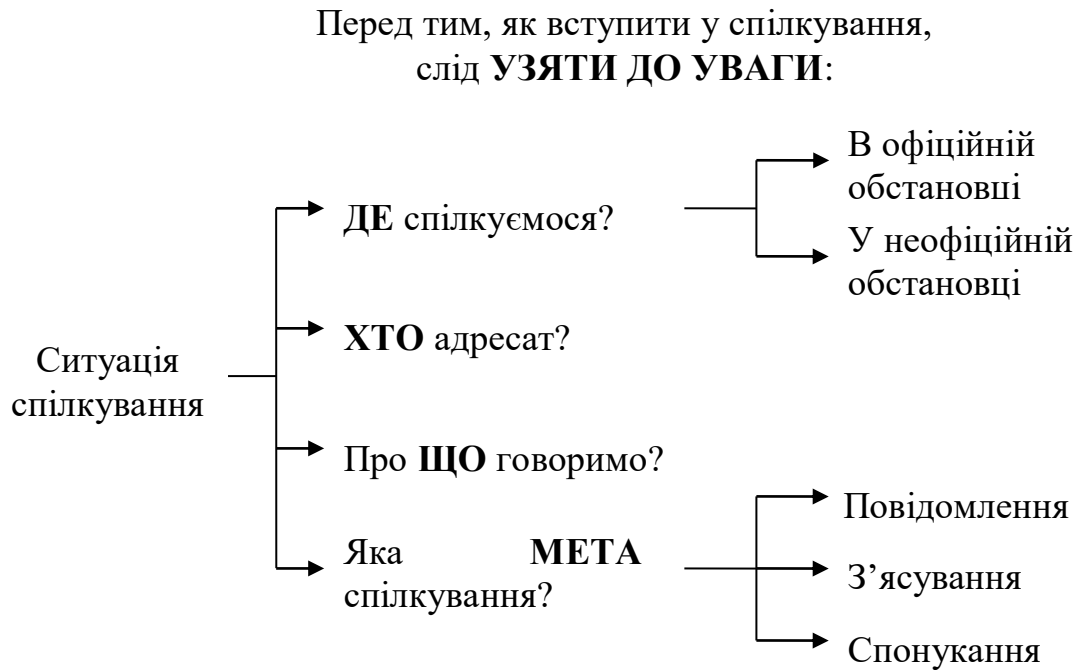 Перед тим, як вступити у спілкування,
слід УЗЯТИ ДО УВАГИ:
В офіційній
обстановці
ДЕ спілкуємося?
У неофіційній
обстановці
ХТО адресат?
Ситуація
спілкування
Про ЩО говоримо?
Повідомлення
Яка МЕТА
спілкування?
З’ясування
Спонукання